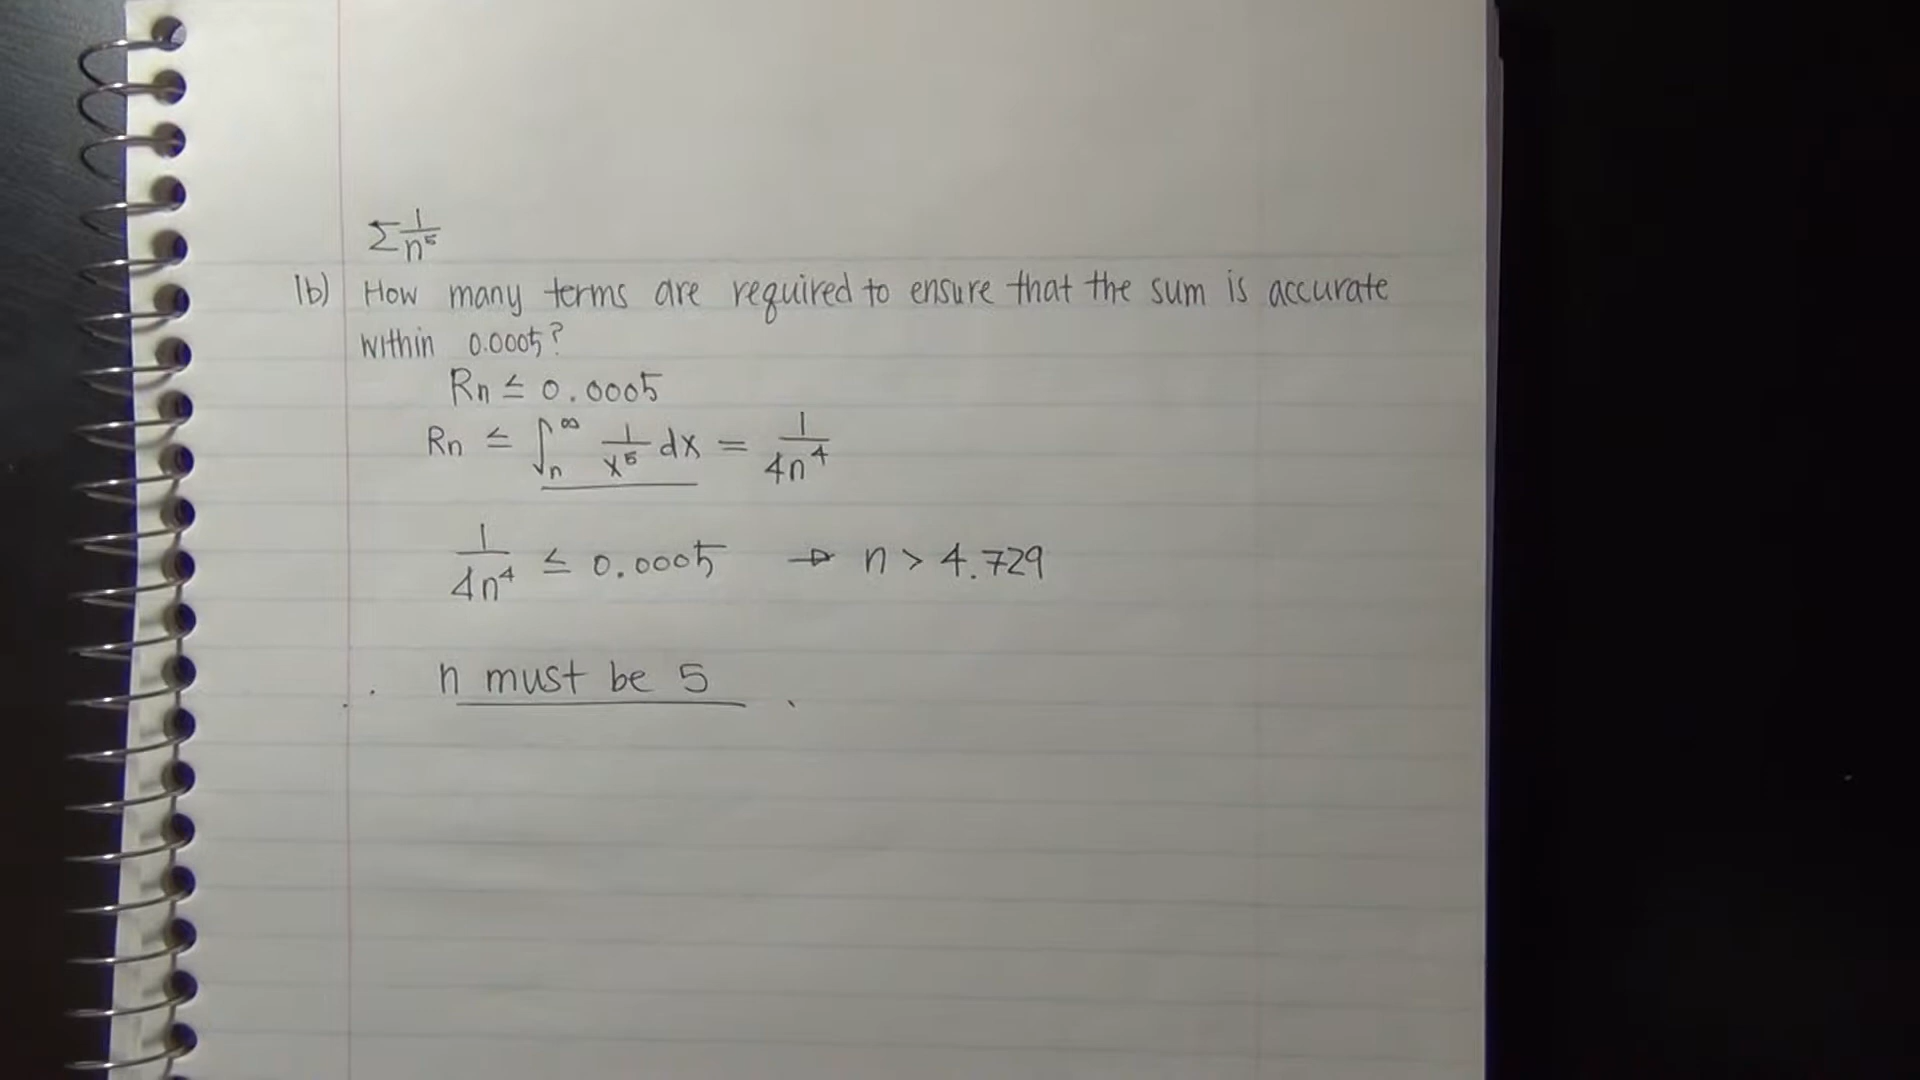 Σ 1/n⁵
1b) How many terms are required to ensure that the sum is accurate
within 0.0005?
Rn ≤ 0.0005
Rn ≤ ∫n^∞ 1/x⁵ dx = 1/4n⁴
1/4n⁴ ≤ 0.0005 → n > 4.729
n must be 5